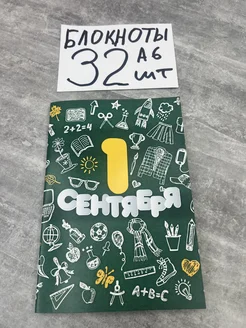 БЛОКНОТЫ
32 А6
ШТ
2+2=4
1
СЕНТЯБРЯ
A+B=C